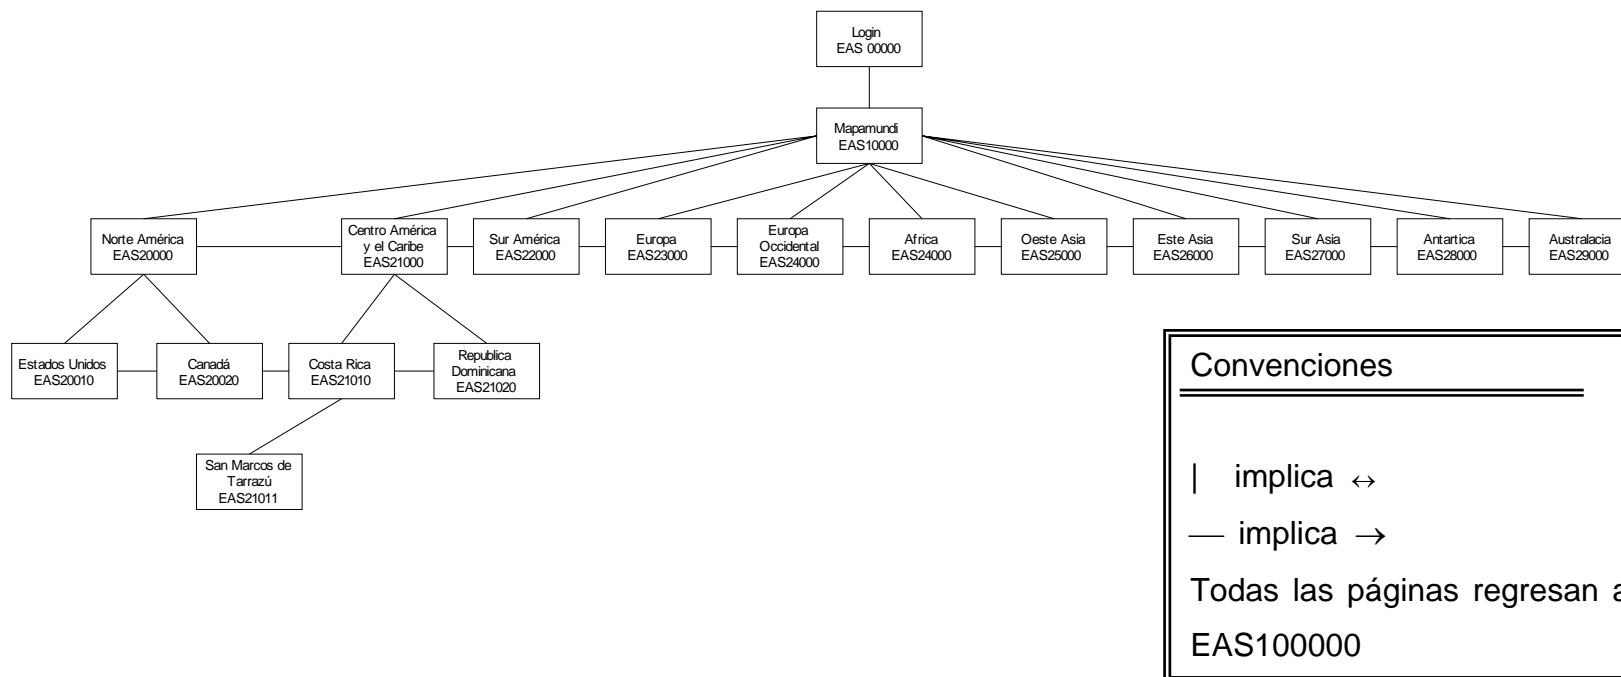 Login
EAS 00000
Mapamundi
EAS10000
Norte América
EAS20000
Centro América
y el Caribe
EAS21000
Sur América
EAS22000
Europa
EAS23000
Europa
Occidental
EAS24000
Africa
EAS24000
Oeste Asia
EAS25000
Este Asia
EAS26000
Sur Asia
EAS27000
Antartica
EAS28000
Australacia
EAS29000
Estados Unidos
EAS20010
Canadá
EAS20020
Costa Rica
EAS21010
Republica
Dominicana
EAS21020
San Marcos de
Tarrazú
EAS21011
Convenciones
| implica ↔
— implica →
Todas las páginas regresan a
EAS100000